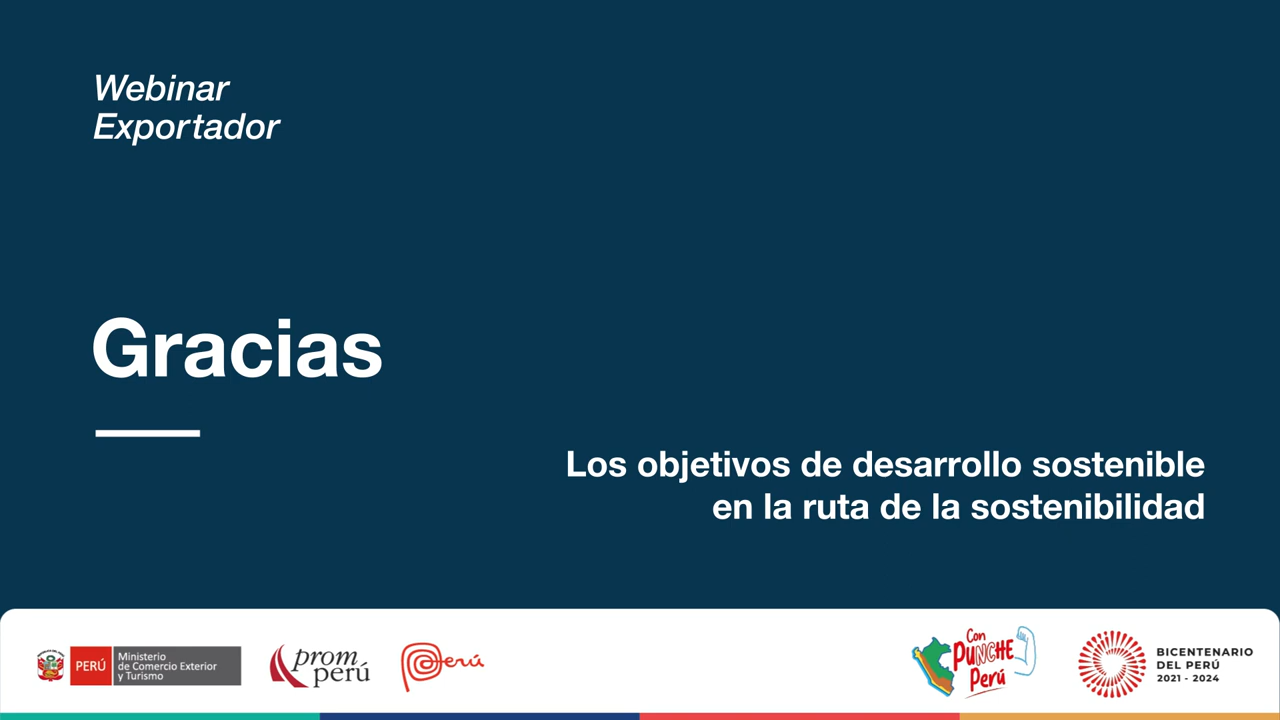 Webinar
Exportador
Gracias
Los objetivos de desarrollo sostenible
en la ruta de la sostenibilidad
PERÚ
Ministerio
de Comercio Exterior
y Turismo
prom
perú
Perú
Con
PUNCHE
Perú
BICENTENARIO
DEL PERÚ
2021 - 2024